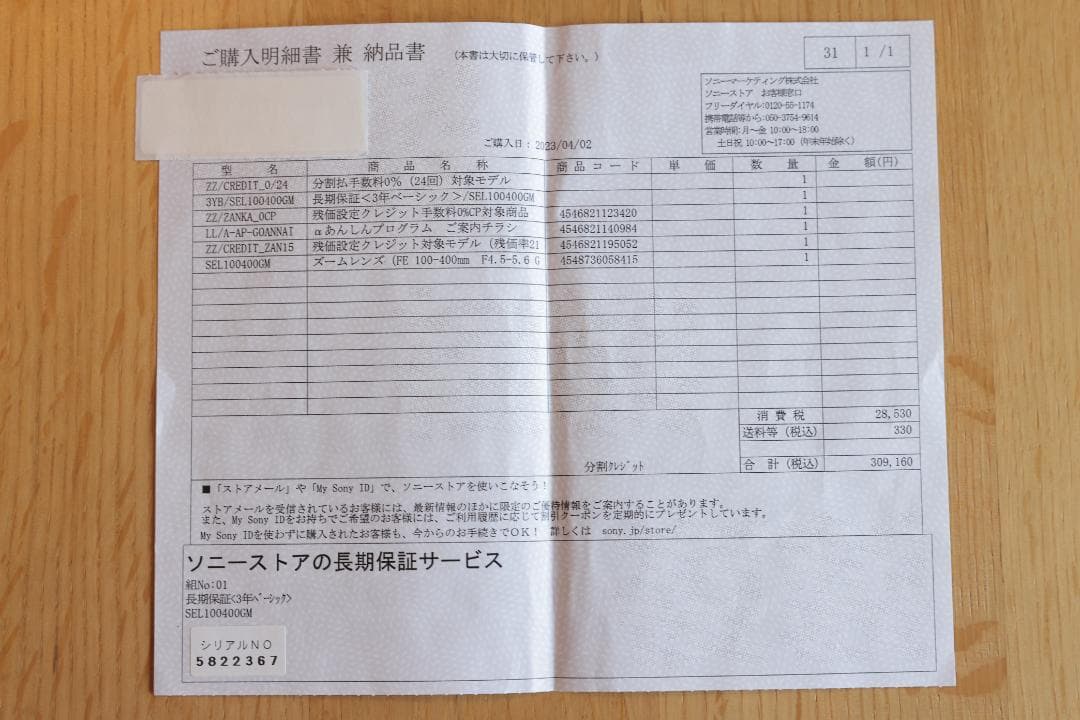 ご購入明細書 兼 納品書 (本書は大切に保管して下さい。)
31 1 /1
ソニーマーケティング株式会社
ソニーストア お客様窓口
フリーダイヤル:0120-55-1174
携帯電話等から:050-3754-9614
営業時間:月～金 10:00～18:00
土日祝 10:00～17:00 (年末年始除く)
ご購入日: 2023/04/02
型 名 商 品 名 称 商 品 コ ー ド 単 価 数 量 金 額(円)
ZZ/CREDIT_0/24 分割払手数料0% (24回) 対象モデル 1
3YB/SEL100400GM 長期保証<3年ベーシック>/SEL100400GM 1
ZZ/ZANKA_0CP 残価設定クレジット手数料0%CP対象商品 4546821123420 1
LL/A-AP-GOANNAI αあんしんプログラム ご案内チラシ 4546821140984 1
ZZ/CREDIT_ZAN15 残価設定クレジット対象モデル (残価率21 4546821195052 1
SEL100400GM ズームレンズ (FE 100-400mm F4.5-5.6 G 4548736058415 1
消 費 税 28,530
送料等 (税込) 330
分割ｸﾚｼﾞｯﾄ 合 計 (税込) 309,160
■「ストアメール」や「My Sony ID」で、ソニーストアを使いこなそう!
ストアメールを受信されているお客様には、最新情報のほかに限定のご優待情報をご案内することがあります。
また、My Sony IDをお持ちでご希望のお客様には、ご利用履歴に応じて割引クーポンを定期的にプレゼントしています。
My Sony IDを使わずに購入されたお客様も、今からのお手続きでOK! 詳しくは sony.jp/store/
ソニーストアの長期保証サービス
組No:01
長期保証<3年ﾍﾞｰｼｯｸ>
SEL100400GM
シリアルNO
5822367